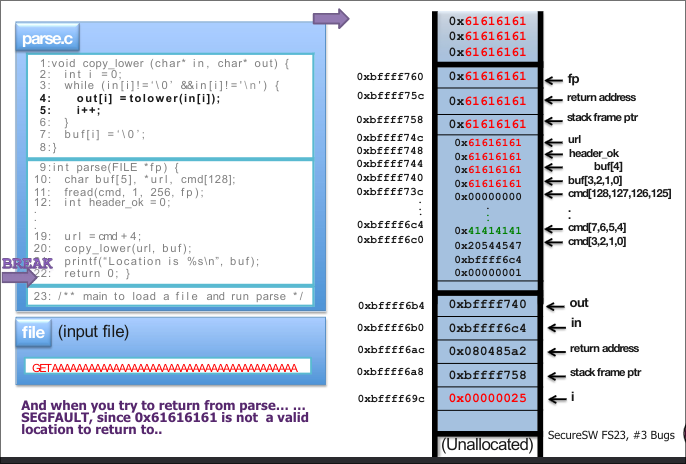 parse.c
1:void copy_lower (char* in, char* out) {
2: int i =0;
3: while (in[i]!='\0' &&in[i]!='\n') {
4: out[i] =tolower(in[i]);
5: i++;
6: }
7: buf[i] ='\0';
8:}
9:int parse(FILE *fp) {
10: char buf[5], *url, cmd[128];
11: fread(cmd, 1, 256, fp);
12: int header_ok =0;
.
.
19: url =cmd+4;
20: copy_lower(url, buf);
21: printf("Location is %s\n", buf);
22: return 0; }
BREAK
23: /** main to load a file and run parse */
file (input file)
GETAAAAAAAAAAAAAAAAAAAAAAAAAAAAAAAAAAAAAAAA
And when you try to return from parse... ...
SEGFAULT, since 0x61616161 is not a valid
location to return to..
0x61616161
0x61616161
0x61616161
0xbffff760 0x61616161 fp
0xbffff75c 0x61616161 return address
0xbffff758 0x61616161 stack frame ptr
0xbffff74c 0x61616161 url
0xbffff748 0x61616161 header_ok
0xbffff744 0x61616161 buf[4]
0xbffff740 0x61616161 buf[3,2,1,0]
0xbffff73c 0x00000000 cmd[128,127,126,125]
0xbffff6c4 0x41414141 cmd[7,6,5,4]
0xbffff6c0 0x20544547 cmd[3,2,1,0]
0xbffff6c4
0x00000001
0xbffff6b4 0xbffff740 out
0xbffff6b0 0xbffff6c4 in
0xbffff6ac 0x080485a2 return address
0xbffff6a8 0xbffff758 stack frame ptr
0xbffff69c 0x00000025 i
(Unallocated)
SecureSW FS23, #3 Bugs